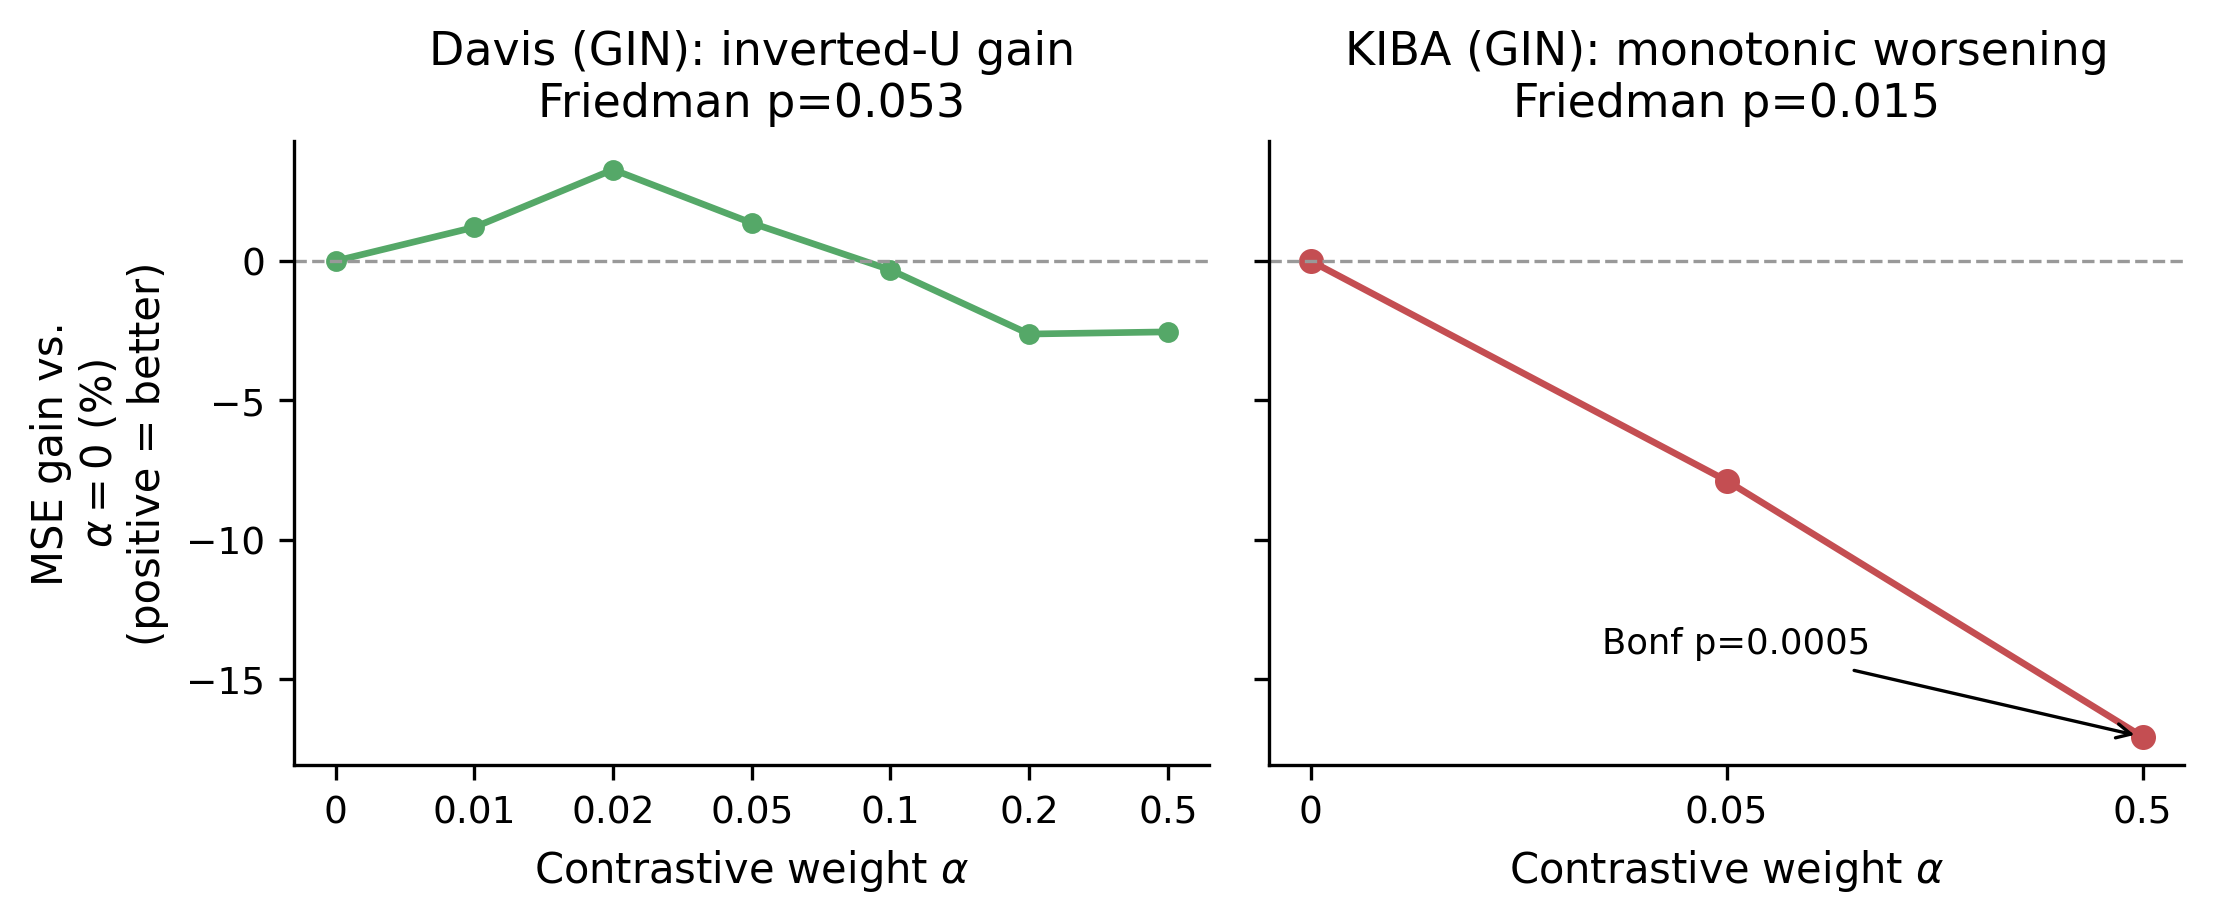 Davis (GIN): inverted-U gain
Friedman p=0.053
MSE gain vs.
α = 0 (%)
(positive = better)
0
−5
−10
−15
0 0.01 0.02 0.05 0.1 0.2 0.5
Contrastive weight α
KIBA (GIN): monotonic worsening
Friedman p=0.015
Bonf p=0.0005
0 0.05 0.5
Contrastive weight α